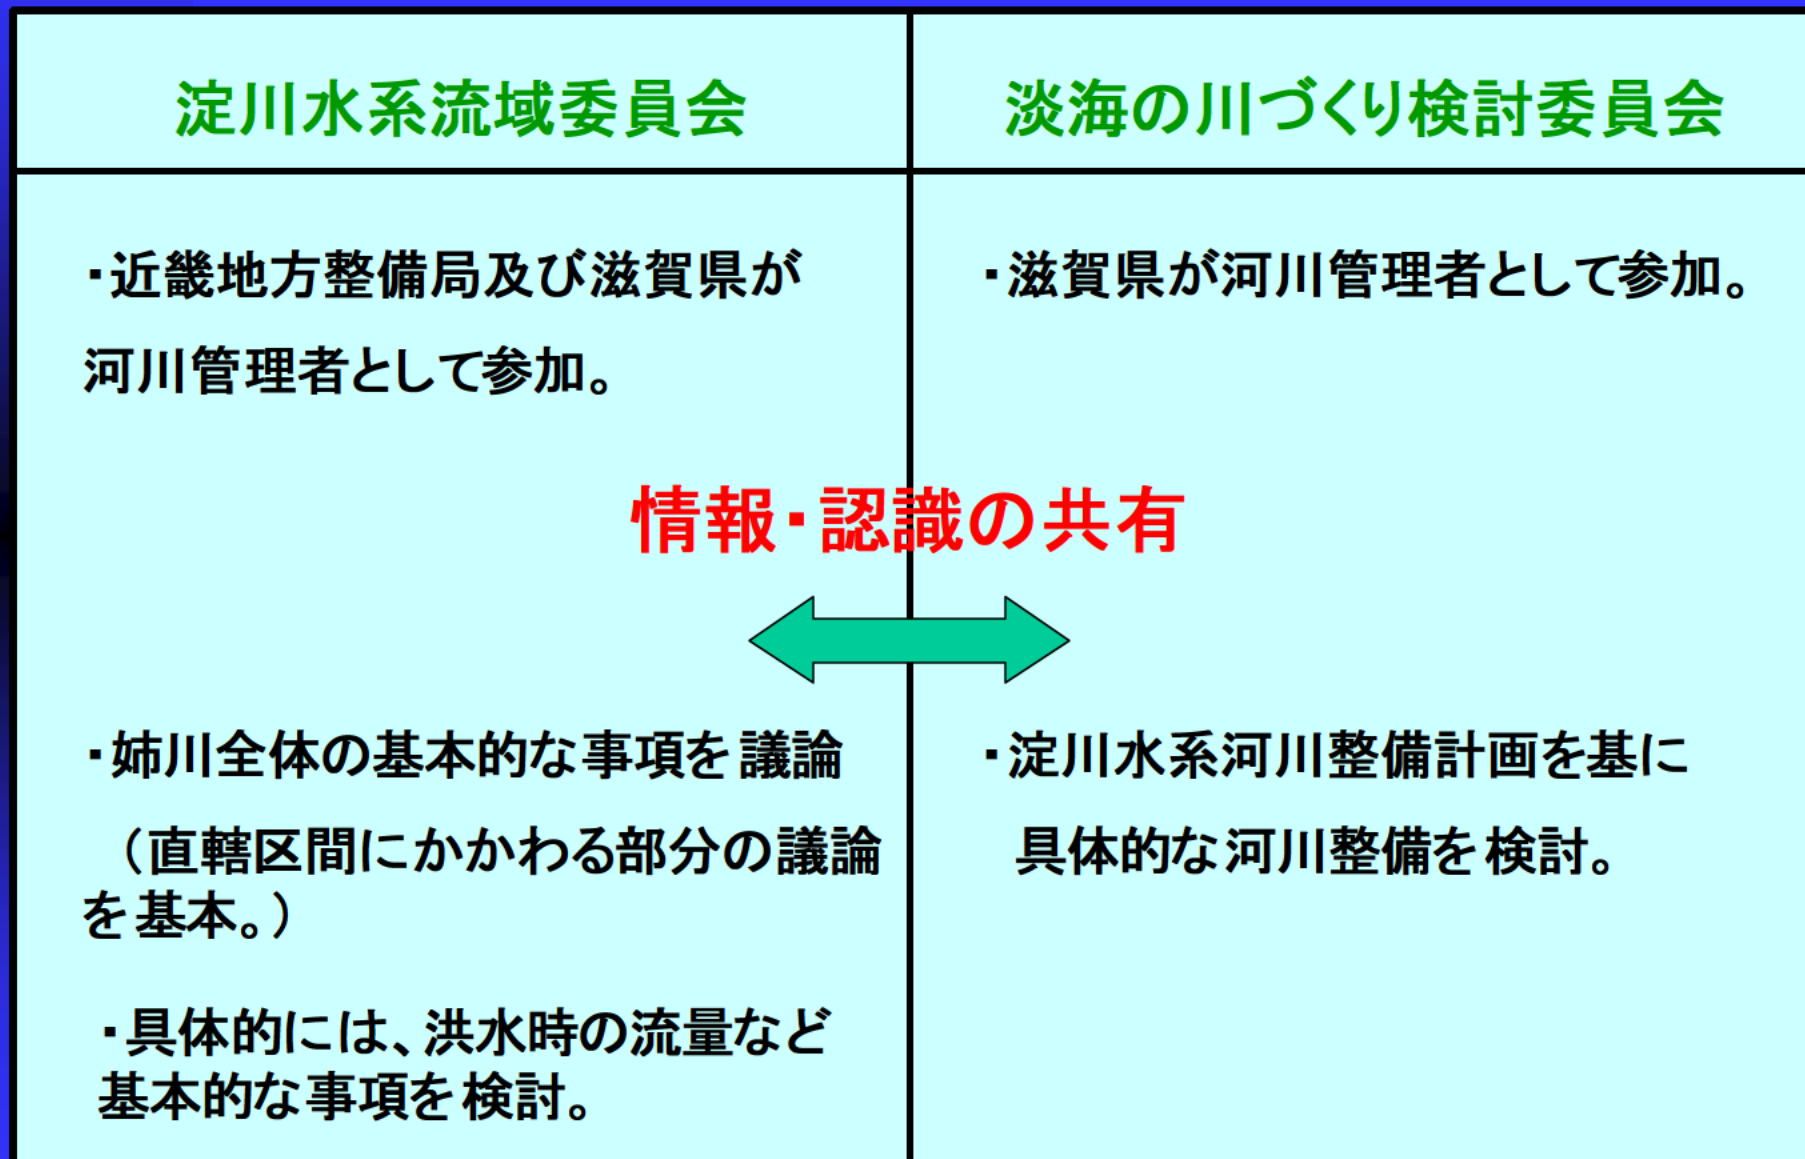 淀川水系流域委員会
淡海の川づくり検討委員会
・近畿地方整備局及び滋賀県が
河川管理者として参加。
・滋賀県が河川管理者として参加。
情報・認識の共有
・姉川全体の基本的な事項を議論
（直轄区間にかかわる部分の議論
を基本。）
・具体的には、洪水時の流量など
基本的な事項を検討。
・淀川水系河川整備計画を基に
具体的な河川整備を検討。